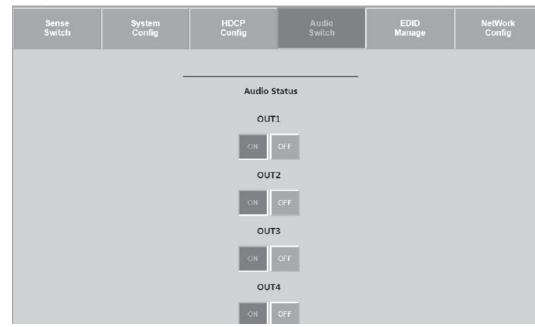 Sense Switch
System Config
HDCP Config
Audio Switch
EDID Manage
NetWork Config
Audio Status
OUT1
ON OFF
OUT2
ON OFF
OUT3
ON OFF
OUT4
ON OFF